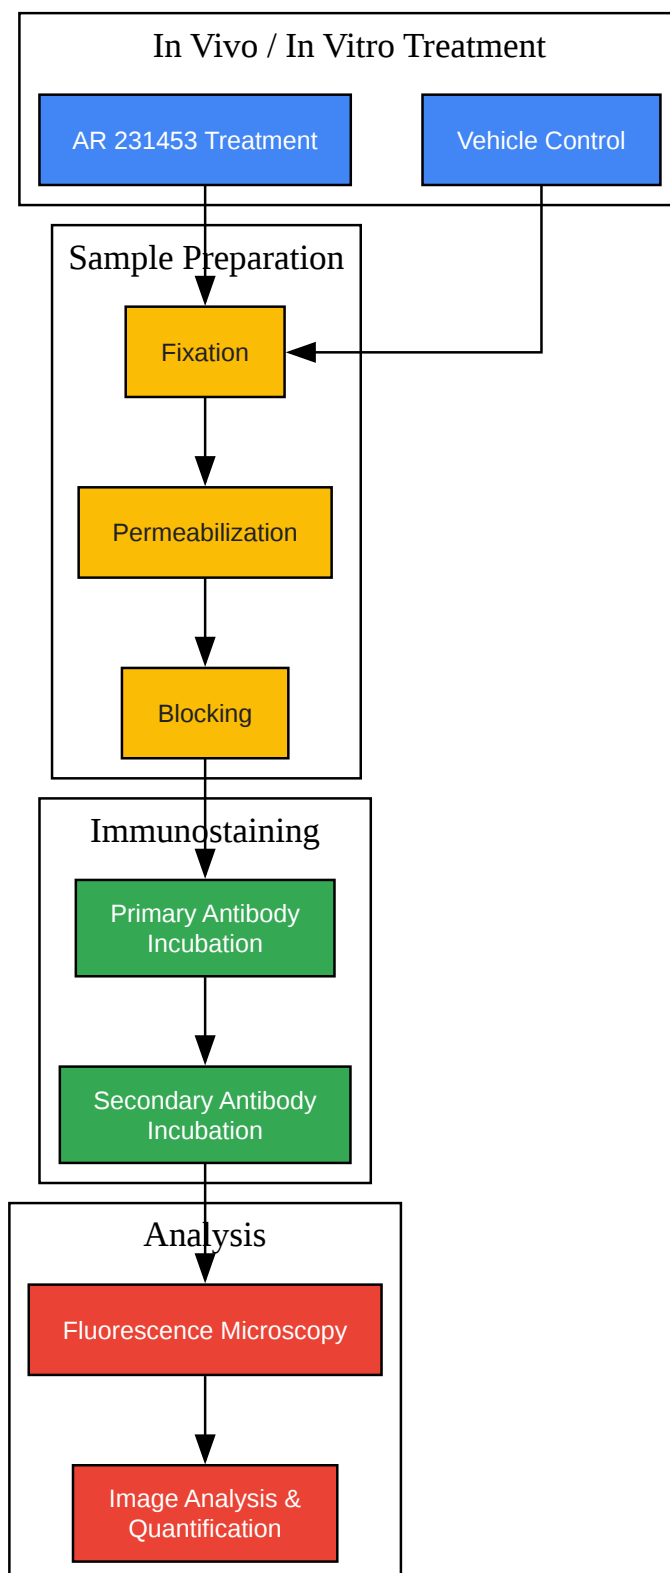 In Vivo / In Vitro Treatment
AR 231453 Treatment
Vehicle Control
Sample Preparation
Fixation
Permeabilization
Blocking
Immunostaining
Primary Antibody
Incubation
Secondary Antibody
Incubation
Analysis
Fluorescence Microscopy
Image Analysis &
Quantification